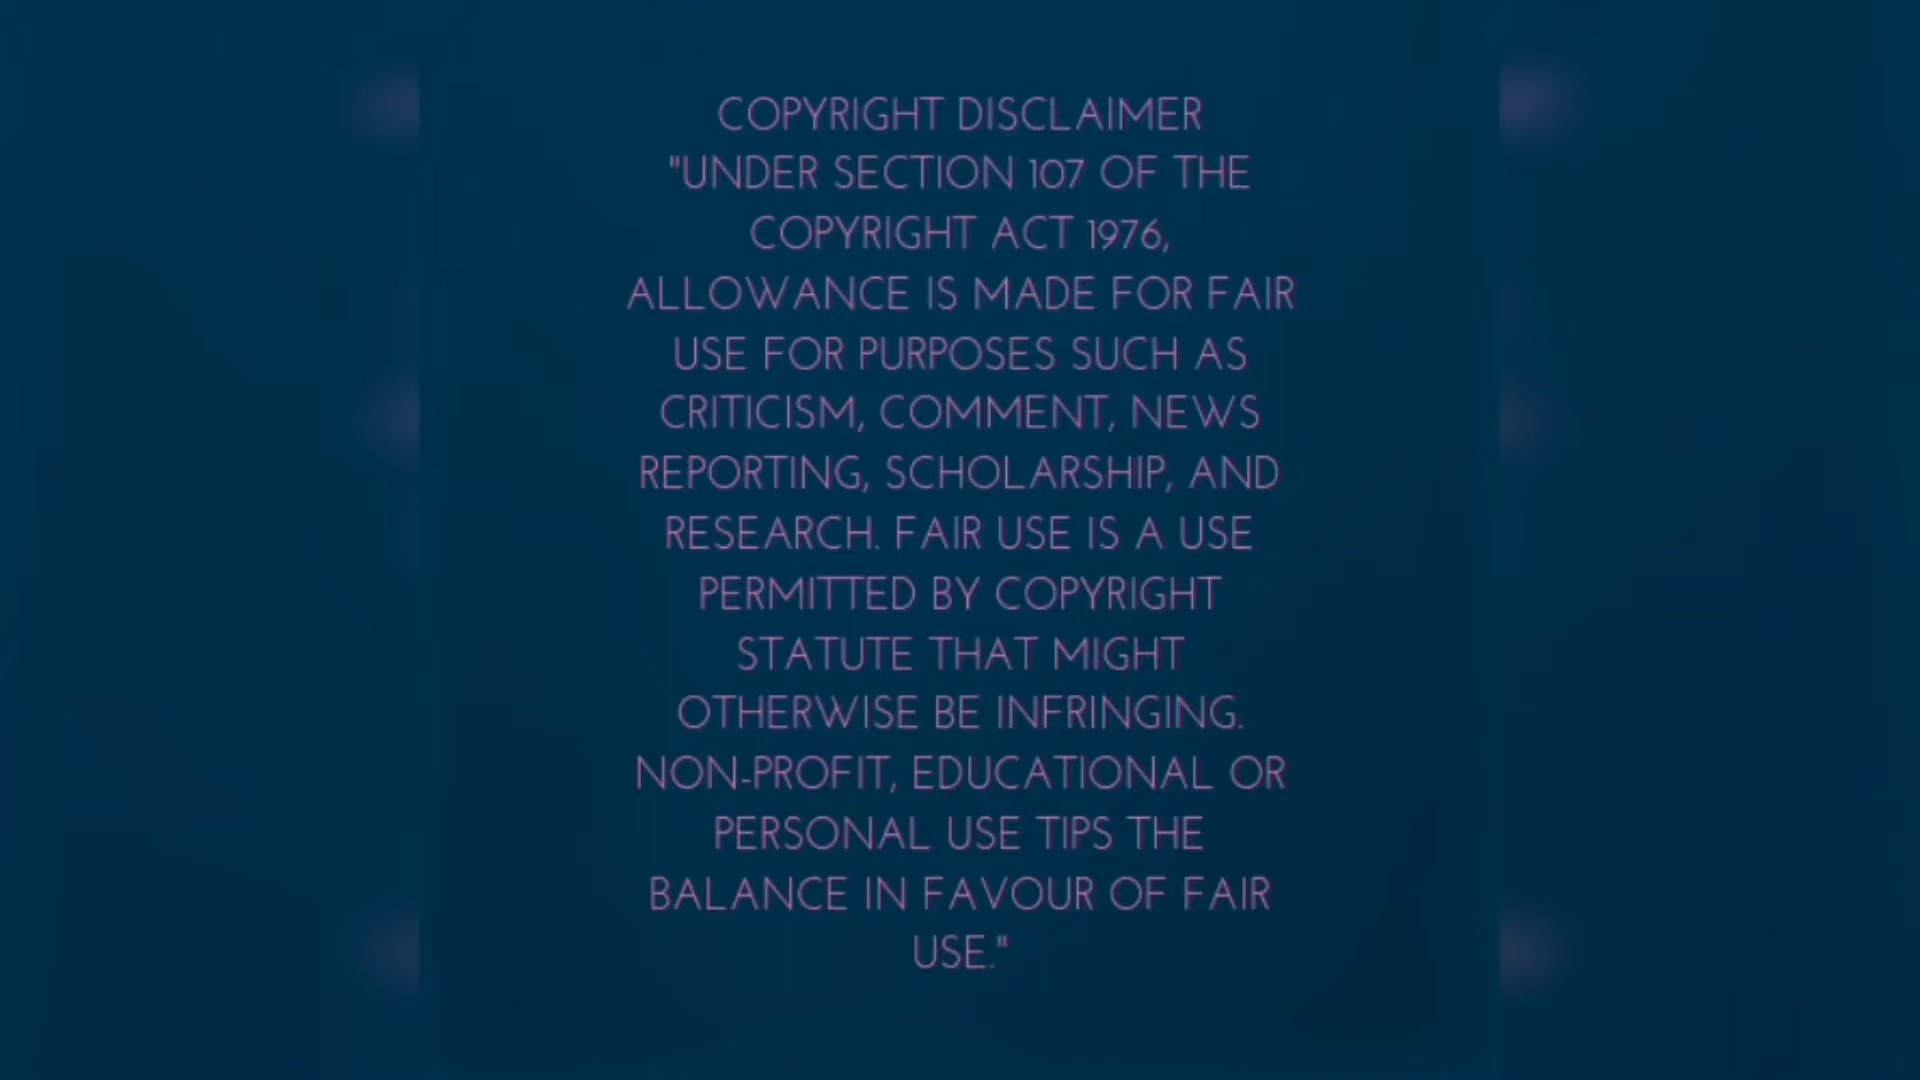 COPYRIGHT DISCLAIMER
"UNDER SECTION 107 OF THE
COPYRIGHT ACT 1976,
ALLOWANCE IS MADE FOR FAIR
USE FOR PURPOSES SUCH AS
CRITICISM, COMMENT, NEWS
REPORTING, SCHOLARSHIP, AND
RESEARCH. FAIR USE IS A USE
PERMITTED BY COPYRIGHT
STATUTE THAT MIGHT
OTHERWISE BE INFRINGING.
NON-PROFIT, EDUCATIONAL OR
PERSONAL USE TIPS THE
BALANCE IN FAVOUR OF FAIR
USE."